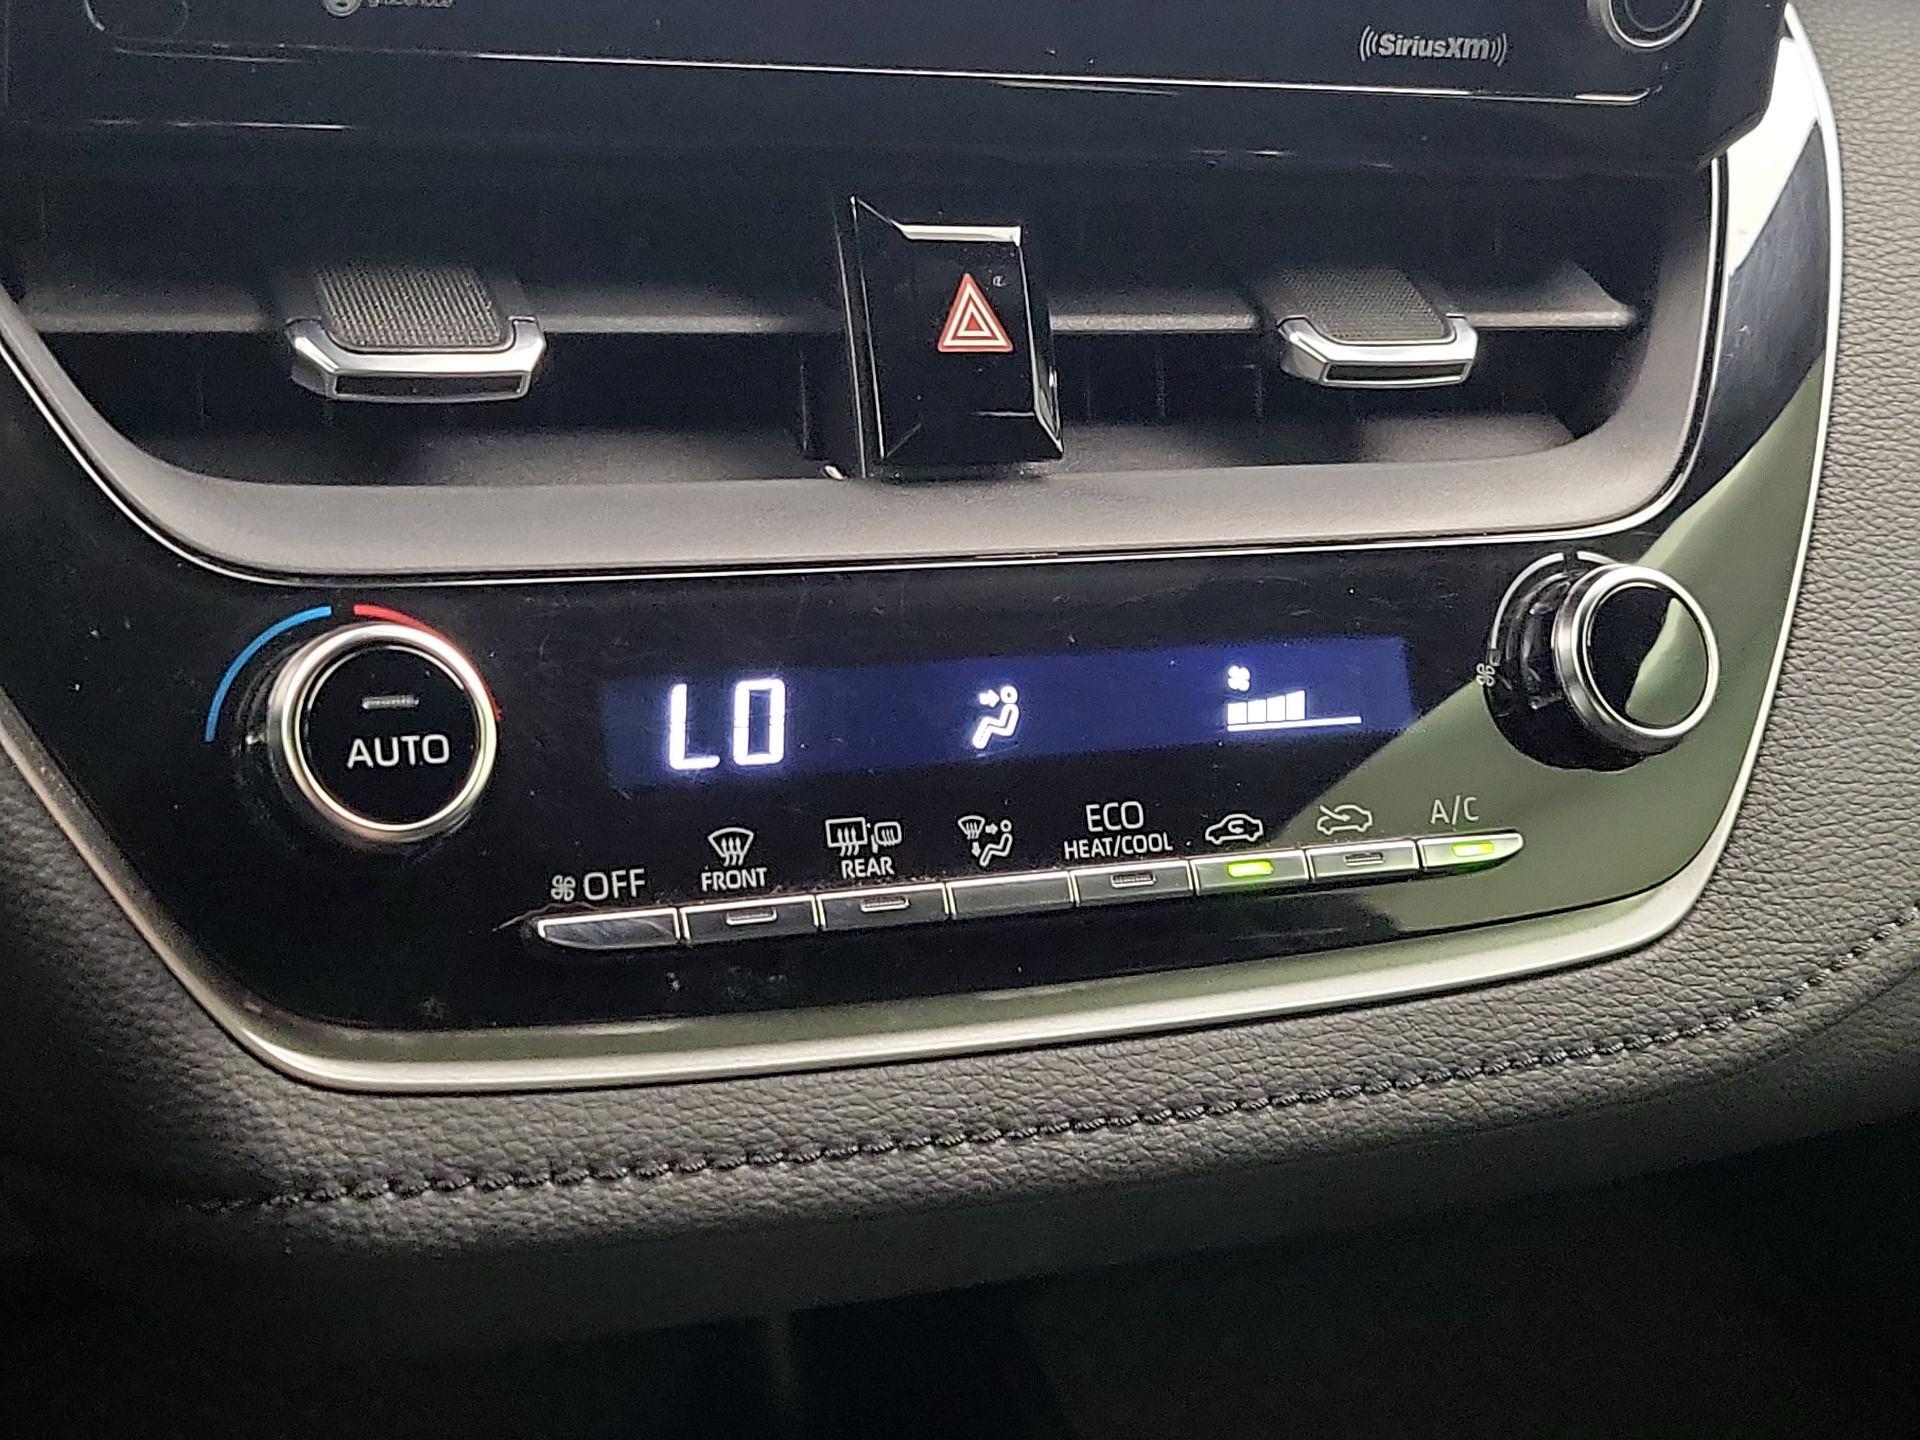 SiriusXM
LO
AUTO
OFF
FRONT
REAR
ECO
HEAT/COOL
A/C